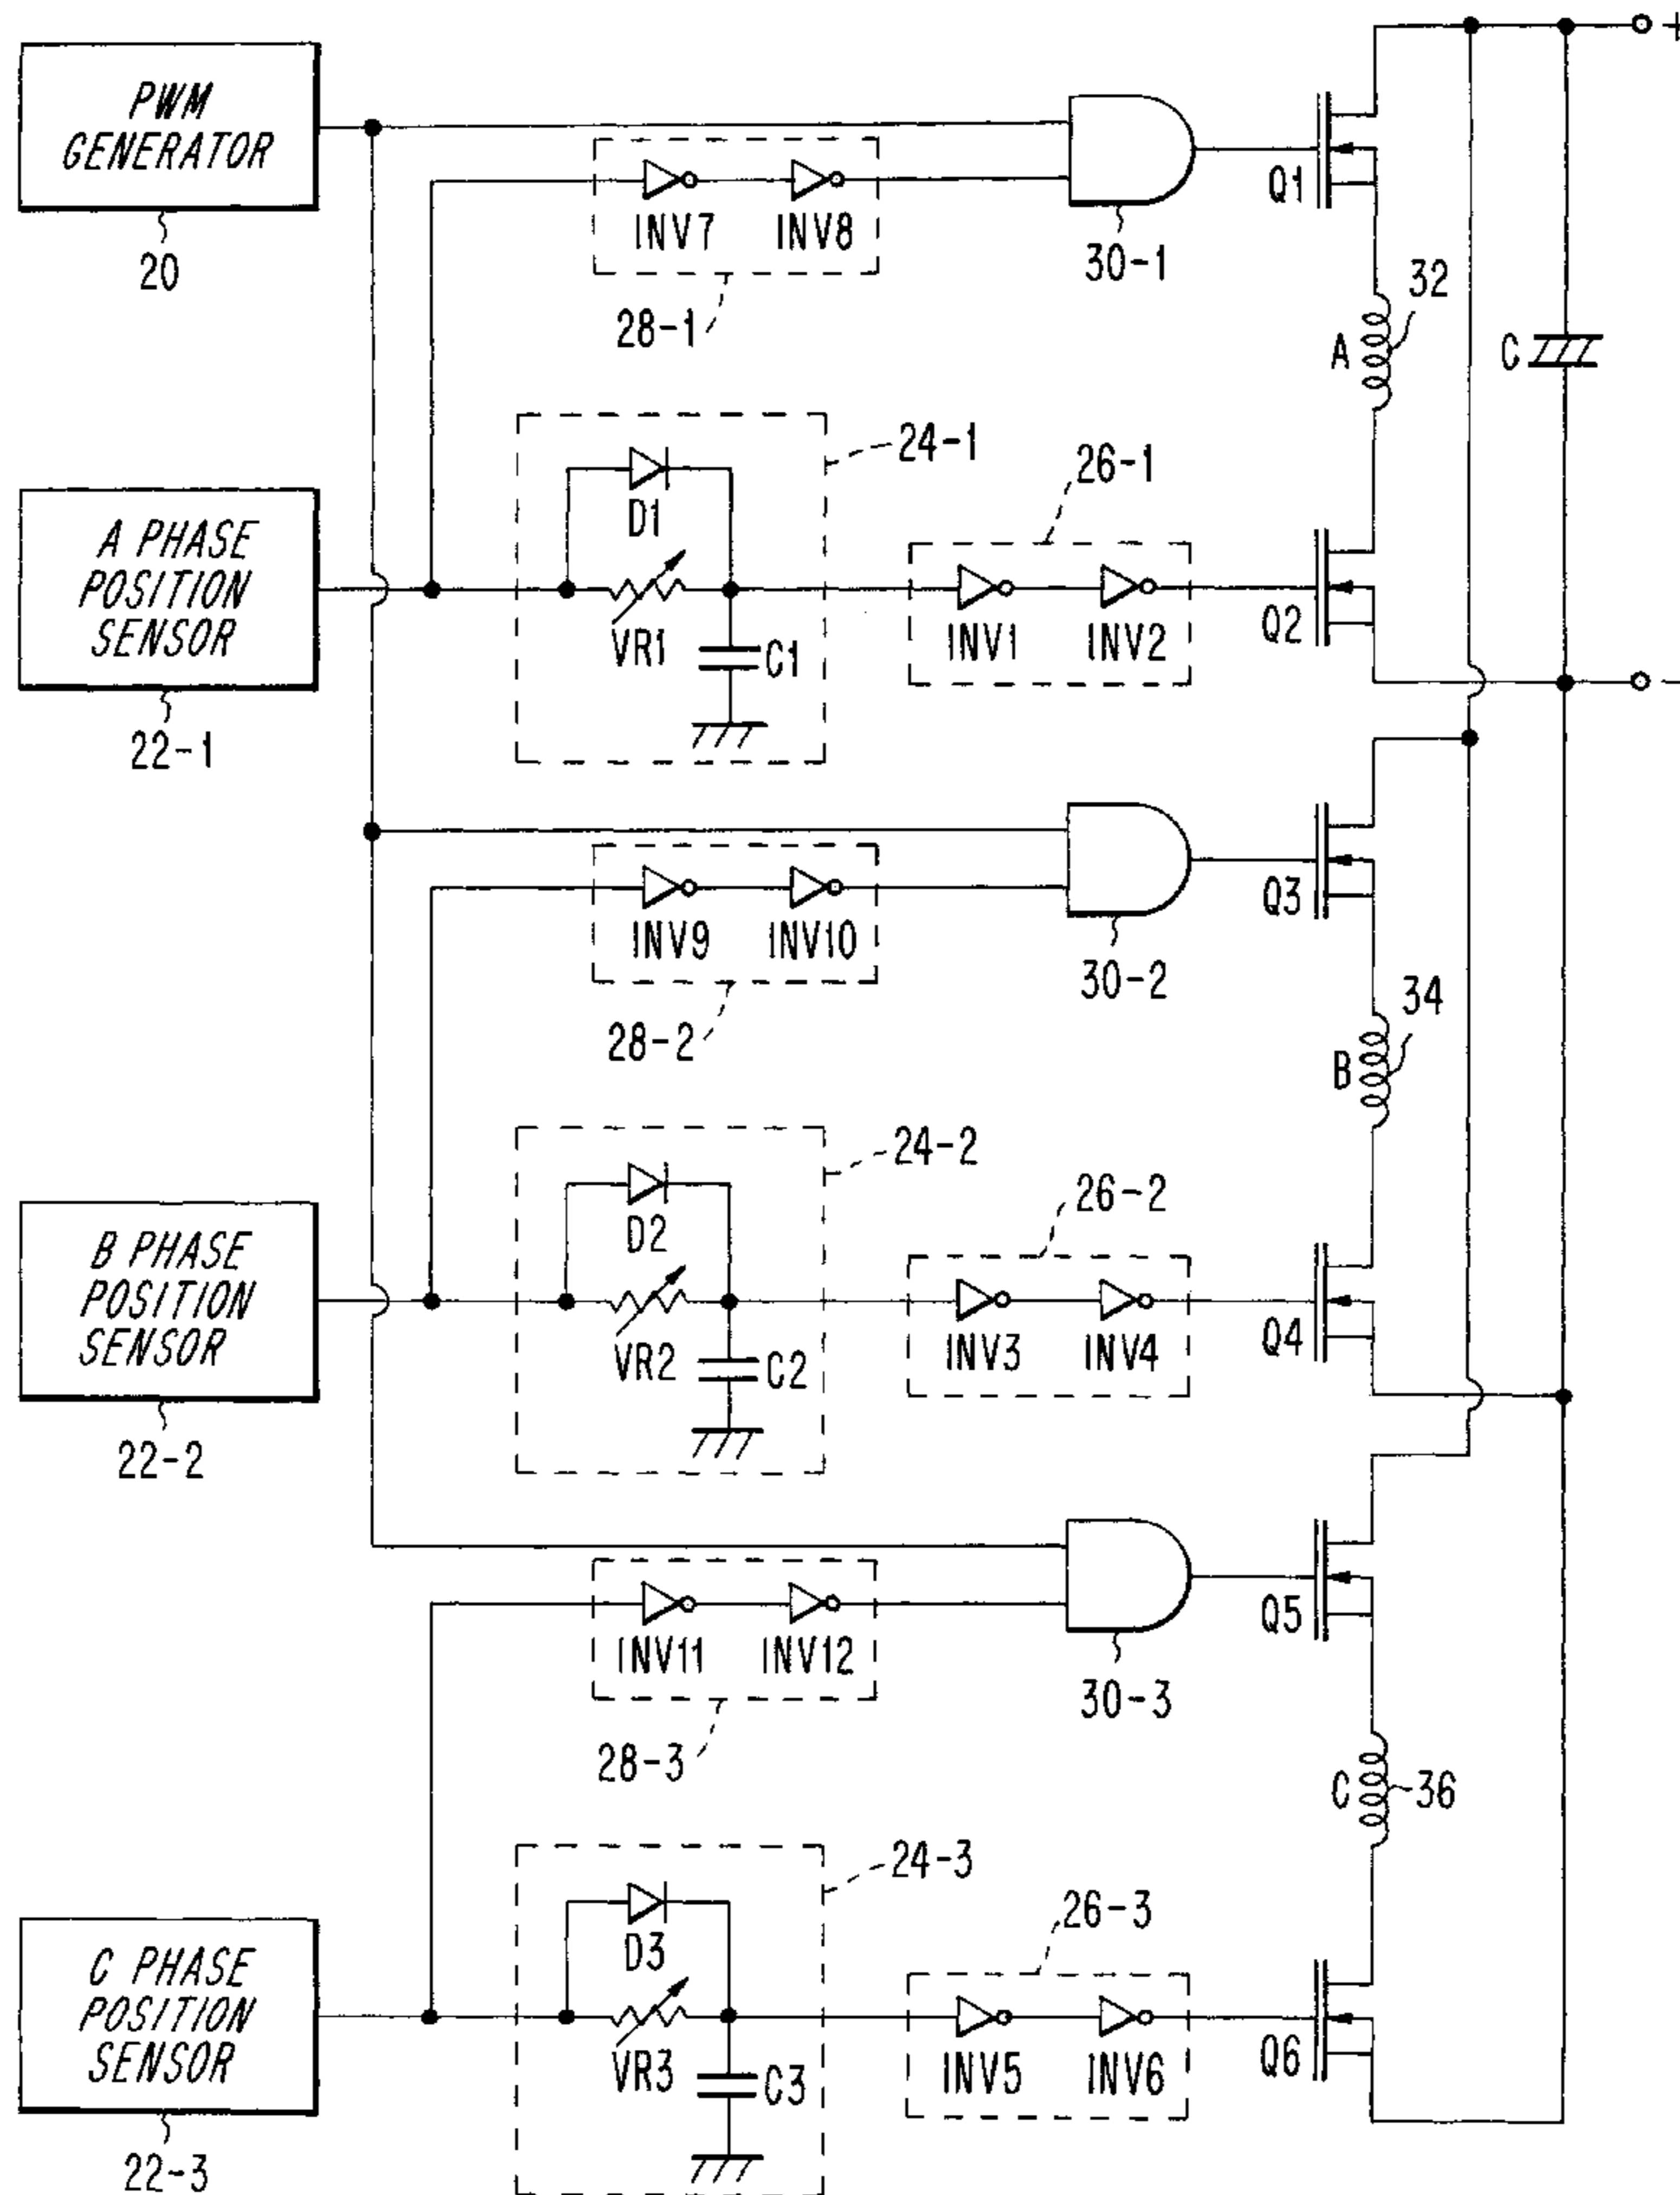 +
PWM
GENERATOR
20
INV7
INV8
28-1
30-1
Q1
32
A
C
A PHASE
POSITION
SENSOR
22-1
24-1
D1
VR1
C1
26-1
INV1
INV2
Q2
-
INV9
INV10
28-2
30-2
Q3
34
B
B PHASE
POSITION
SENSOR
22-2
24-2
D2
VR2
C2
26-2
INV3
INV4
Q4
INV11
INV12
28-3
30-3
Q5
C
36
C PHASE
POSITION
SENSOR
22-3
24-3
D3
VR3
C3
26-3
INV5
INV6
Q6